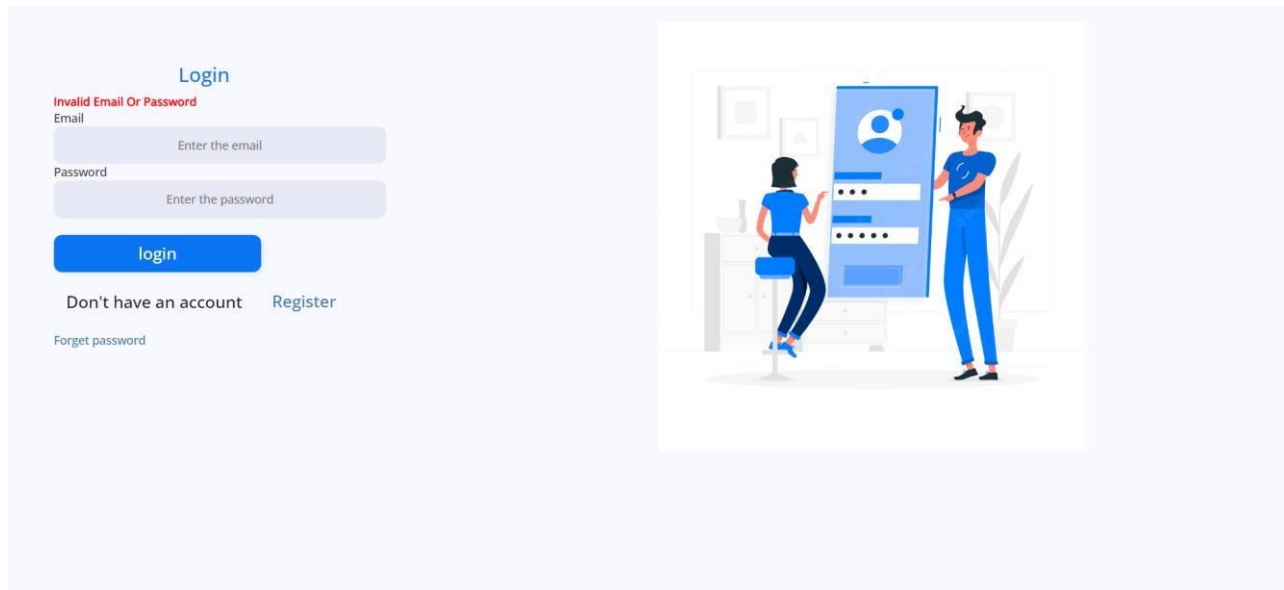 Login
Invalid Email Or Password
Email
Enter the email
Password
Enter the password
login
Don't have an account Register
Forget password